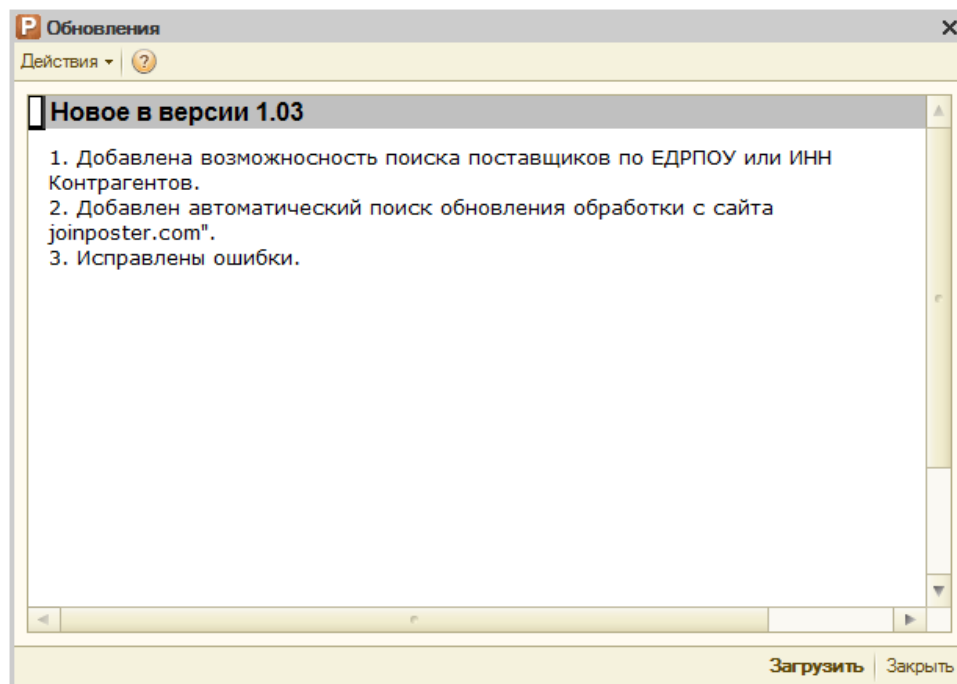 Обновления
Действия
?
Новое в версии 1.03
1. Добавлена возможносность поиска поставщиков по ЕДРПОУ или ИНН
Контрагентов.
2. Добавлен автоматический поиск обновления обработки с сайта
joinposter.com".
3. Исправлены ошибки.
Загрузить Закрыть